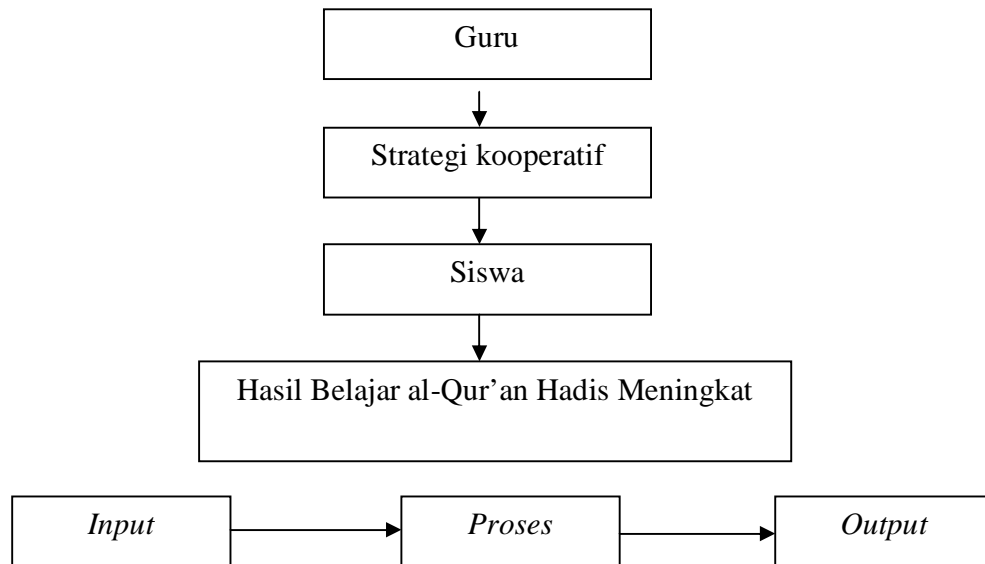 Guru
Strategi kooperatif
Siswa
Hasil Belajar al-Qur’an Hadis Meningkat
Input Proses Output